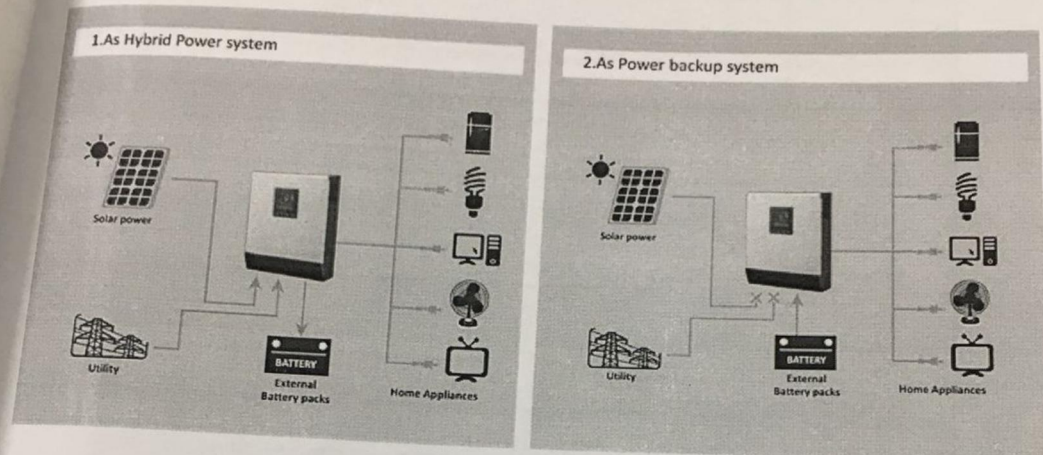 1.As Hybrid Power system
Solar power
Utility
BATTERY
External
Battery packs
Home Appliances
2.As Power backup system
Solar power
Utility
BATTERY
External
Battery packs
Home Appliances